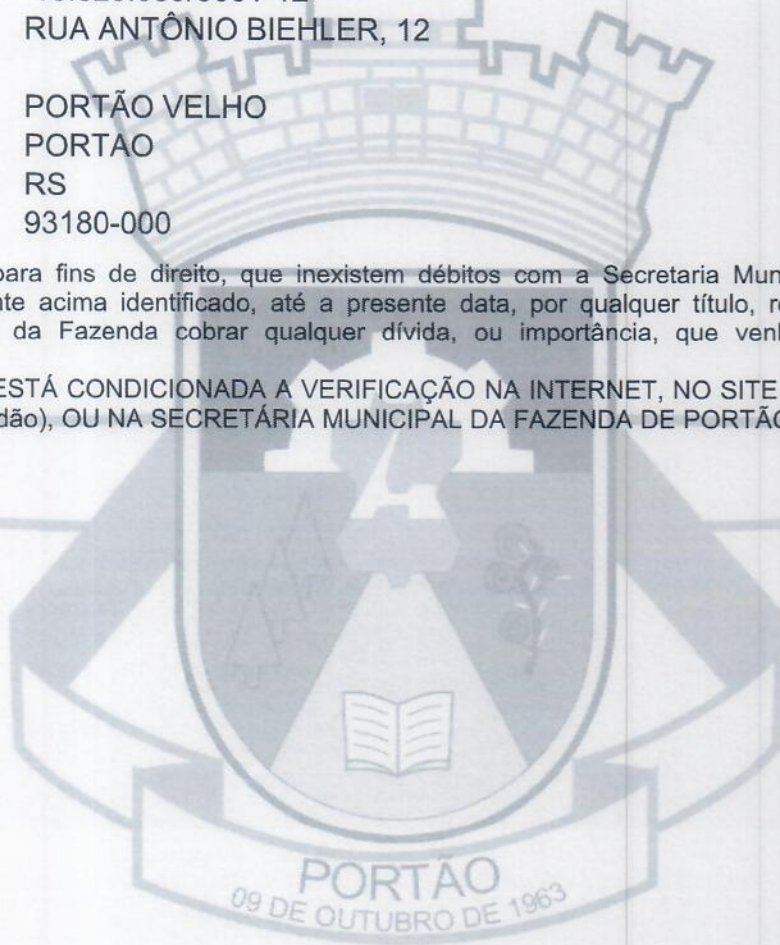 RUA ANTÔNIO BIEHLER, 12
PORTÃO VELHO
PORTAO
RS
93180-000
para fins de direito, que inexistem débitos com a Secretaria Mun
nte acima identificado, até a presente data, por qualquer título, r
da Fazenda cobrar qualquer dívida, ou importância, que venh
ESTÁ CONDICIONADA A VERIFICAÇÃO NA INTERNET, NO SITE
dão), OU NA SECRETÁRIA MUNICIPAL DA FAZENDA DE PORTÃO
PORTÃO
09 DE OUTUBRO DE 1963